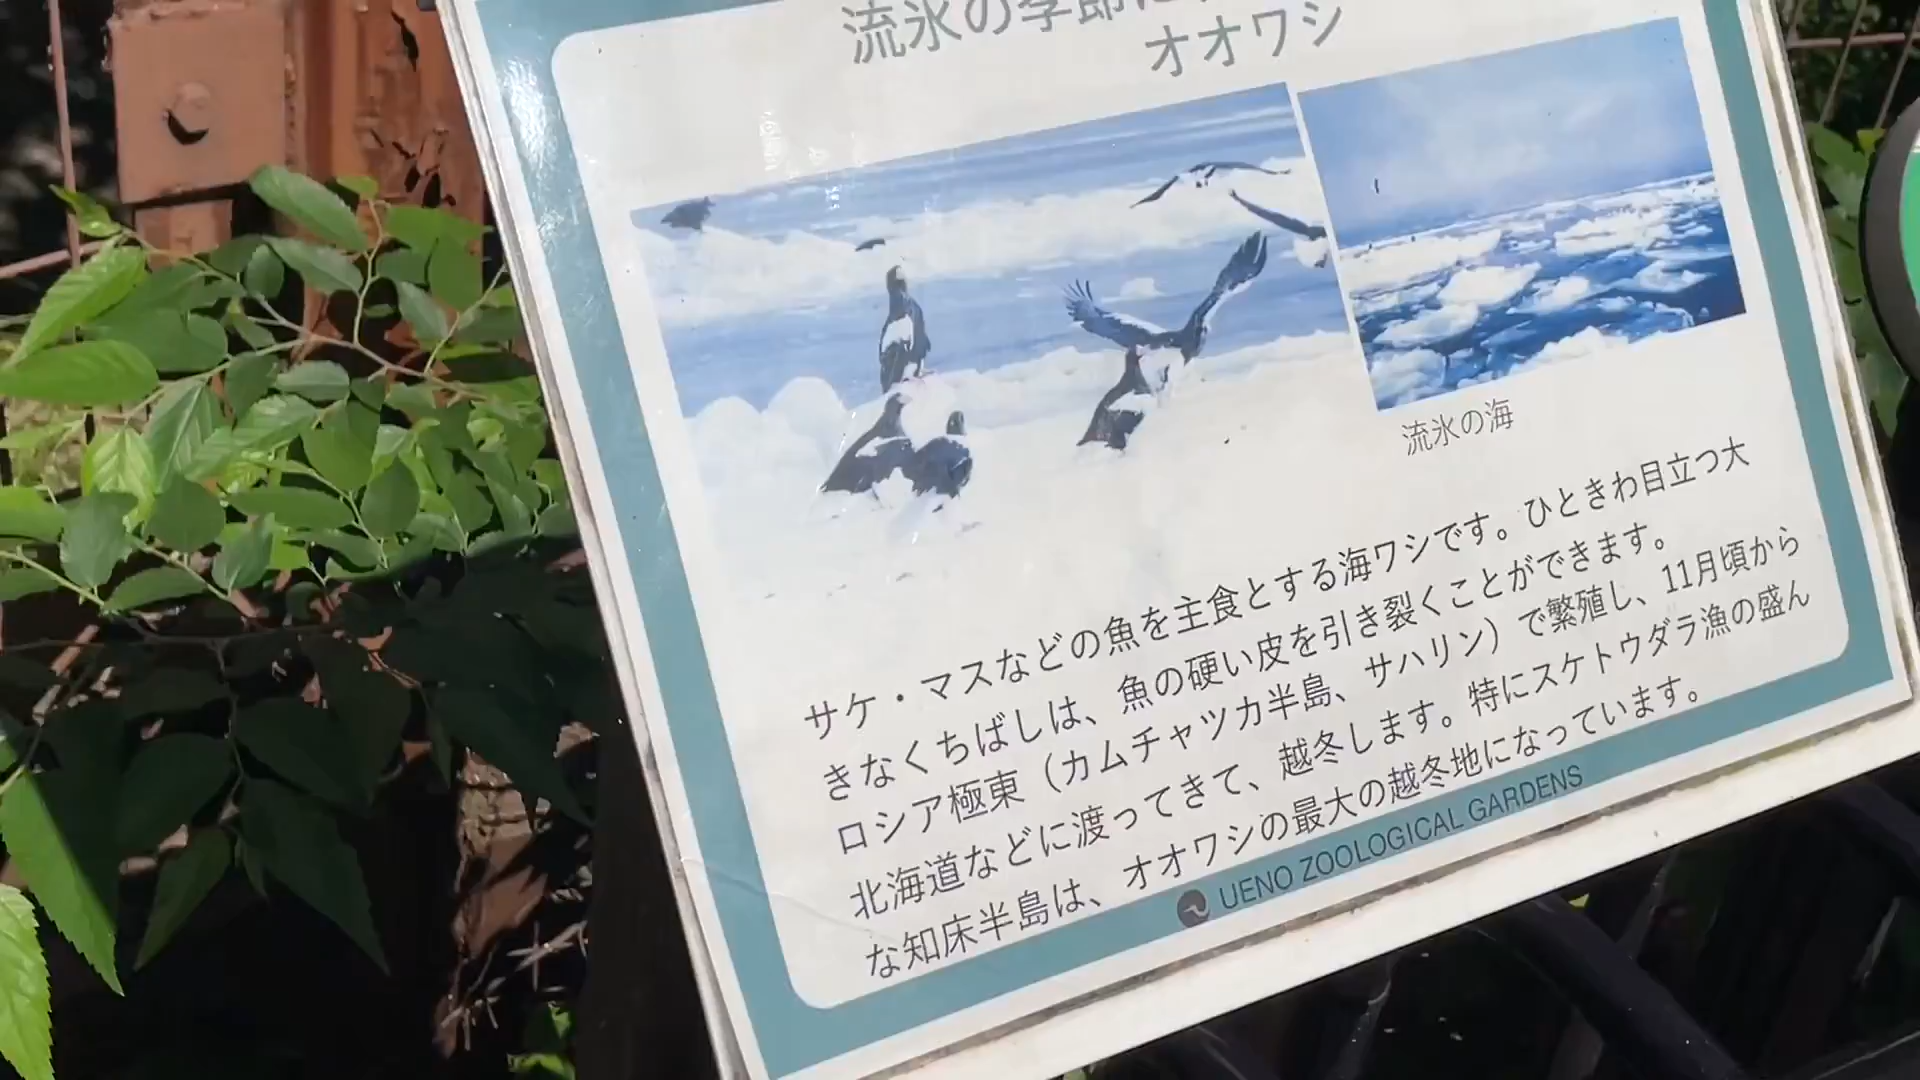 流氷の季節に
オオワシ
流氷の海
サケ・マスなどの魚を主食とする海ワシです。ひときわ目立つ大
きなくちばしは、魚の硬い皮を引き裂くことができます。
ロシア極東（カムチャツカ半島、サハリン）で繁殖し、11月頃から
北海道などに渡ってきて、越冬します。特にスケトウダラ漁の盛ん
な知床半島は、オオワシの最大の越冬地になっています。
UENO ZOOLOGICAL GARDENS